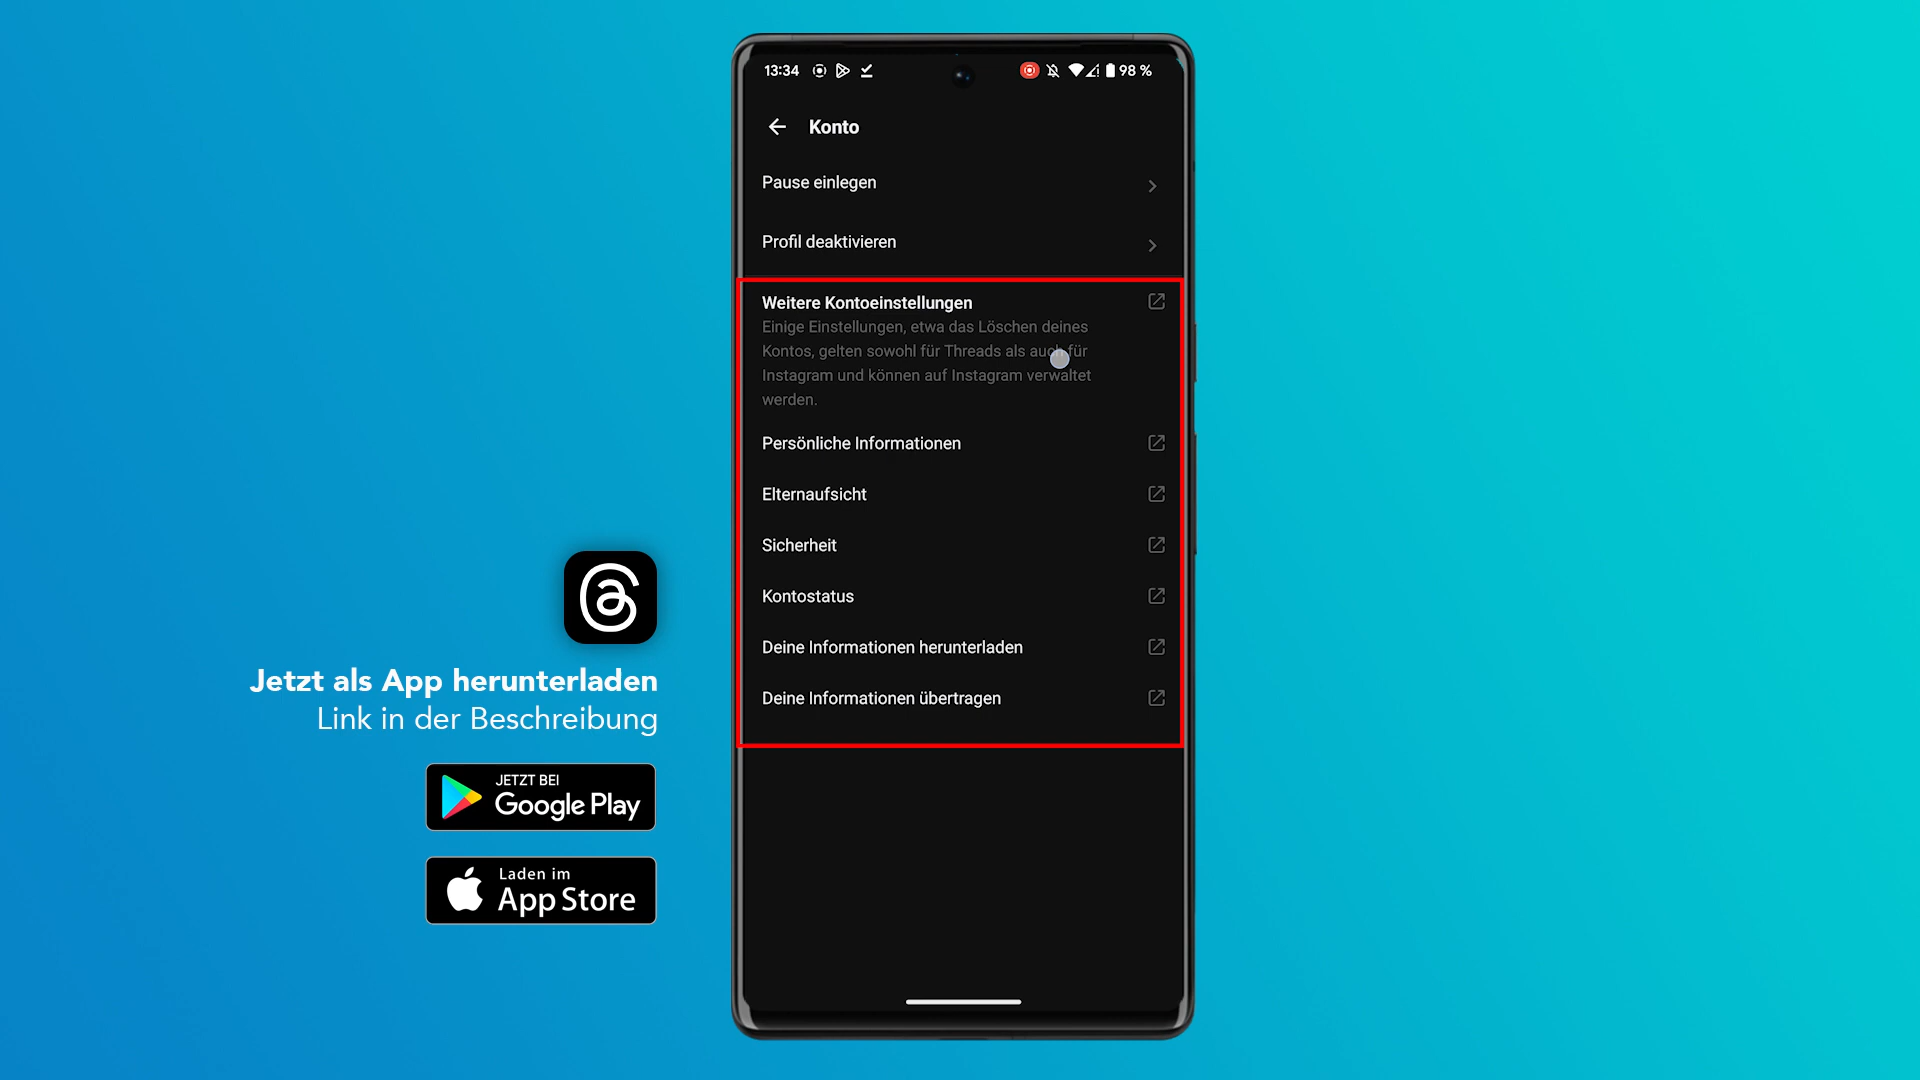 13:34
98 %
Konto
Pause einlegen
Profil deaktivieren
Weitere Kontoeinstellungen
Einige Einstellungen, etwa das Löschen deines
Kontos, gelten sowohl für Threads als auch für
Instagram und können auf Instagram verwaltet
werden.
Persönliche Informationen
Elternaufsicht
Sicherheit
Kontostatus
Deine Informationen herunterladen
Deine Informationen übertragen
Jetzt als App herunterladen
Link in der Beschreibung
JETZT BEI
Google Play
Laden im
App Store